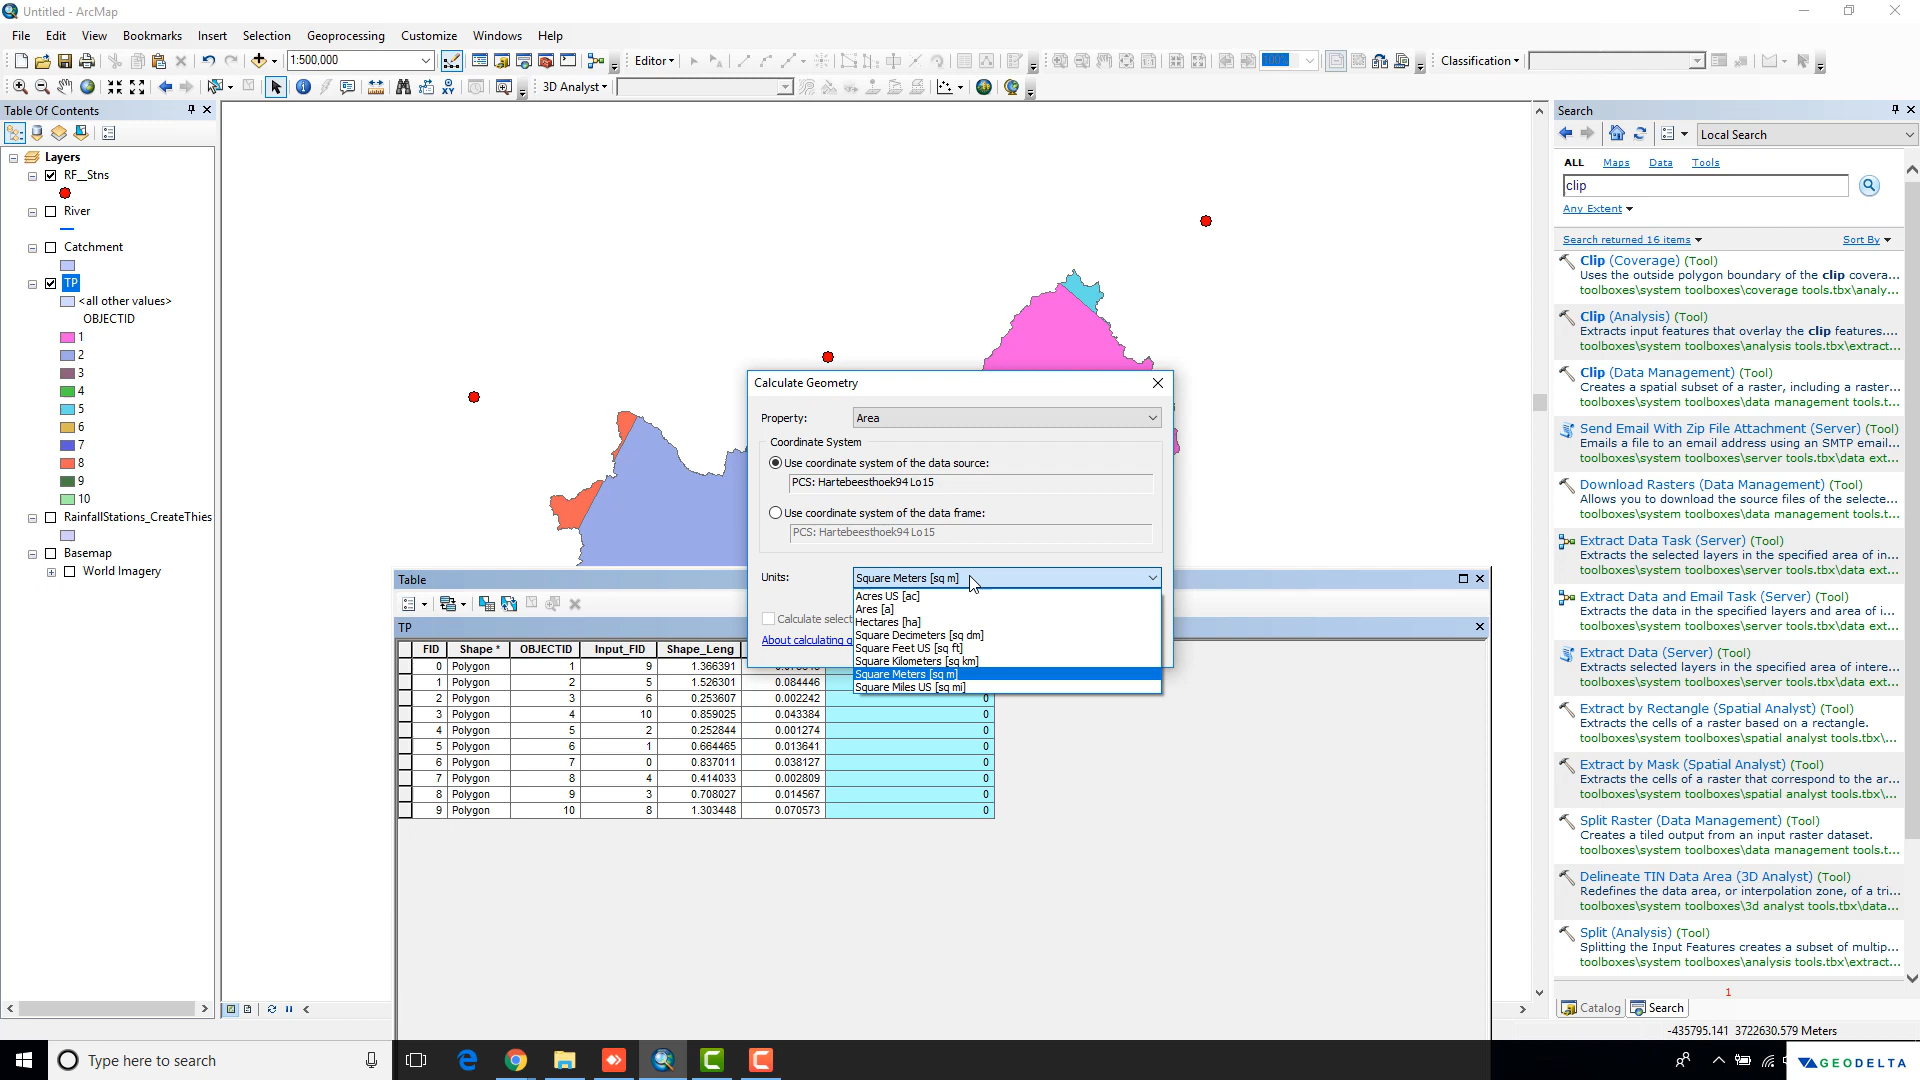 Untitled - ArcMap
File Edit View Bookmarks Insert Selection Geoprocessing Customize Windows Help
1:500,000 Editor 100% Classification
3D Analyst
Table Of Contents
Layers
RF__Stns
River
Catchment
TP
<all other values>
OBJECTID
1
2
3
4
5
6
7
8
9
10
RainfallStations_CreateThies
Basemap
World Imagery
Calculate Geometry
Property: Area
Coordinate System
Use coordinate system of the data source:
PCS: Hartebeesthoek94 Lo15
Use coordinate system of the data frame:
PCS: Hartebeesthoek94 Lo15
Units: Square Meters [sq m]
Acres US [ac]
Ares [a]
Hectares [ha]
Square Decimeters [sq dm]
Square Feet US [sq ft]
Square Kilometers [sq km]
Square Meters [sq m]
Square Miles US [sq mi]
Calculate select
About calculating
Table
TP
FID Shape * OBJECTID Input_FID Shape_Leng
0 Polygon 1 9 1.366391
1 Polygon 2 5 1.526301 0.084446
2 Polygon 3 6 0.253607 0.002242 0
3 Polygon 4 10 0.859025 0.043384 0
4 Polygon 5 2 0.252844 0.001274 0
5 Polygon 6 1 0.664465 0.013641 0
6 Polygon 7 0 0.837011 0.038127 0
7 Polygon 8 4 0.414033 0.002809 0
8 Polygon 9 3 0.708027 0.014567 0
9 Polygon 10 8 1.303448 0.070573 0
Search
Local Search
ALL Maps Data Tools
clip
Any Extent
Search returned 16 items Sort By
Clip (Coverage) (Tool)
Uses the outside polygon boundary of the clip covera...
toolboxes\system toolboxes\coverage tools.tbx\analy...
Clip (Analysis) (Tool)
Extracts input features that overlay the clip features....
toolboxes\system toolboxes\analysis tools.tbx\extract...
Clip (Data Management) (Tool)
Creates a spatial subset of a raster, including a raster...
toolboxes\system toolboxes\data management tools.t...
Send Email With Zip File Attachment (Server) (Tool)
Emails a file to an email address using an SMTP email...
toolboxes\system toolboxes\server tools.tbx\data ext...
Download Rasters (Data Management) (Tool)
Allows you to download the source files of the selecte...
toolboxes\system toolboxes\data management tools.t...
Extract Data Task (Server) (Tool)
Extracts the selected layers in the specified area of in...
toolboxes\system toolboxes\server tools.tbx\data ext...
Extract Data and Email Task (Server) (Tool)
Extracts the data in the specified layers and area of i...
toolboxes\system toolboxes\server tools.tbx\data ext...
Extract Data (Server) (Tool)
Extracts selected layers in the specified area of intere...
toolboxes\system toolboxes\server tools.tbx\data ext...
Extract by Rectangle (Spatial Analyst) (Tool)
Extracts the cells of a raster based on a rectangle.
toolboxes\system toolboxes\spatial analyst tools.tbx\...
Extract by Mask (Spatial Analyst) (Tool)
Extracts the cells of a raster that correspond to the ar...
toolboxes\system toolboxes\spatial analyst tools.tbx\...
Split Raster (Data Management) (Tool)
Creates a tiled output from an input raster dataset.
toolboxes\system toolboxes\data management tools.t...
Delineate TIN Data Area (3D Analyst) (Tool)
Redefines the data area, or interpolation zone, of a tri...
toolboxes\system toolboxes\3d analyst tools.tbx\data...
Split (Analysis) (Tool)
Splitting the Input Features creates a subset of multip...
toolboxes\system toolboxes\analysis tools.tbx\extract...
1
Catalog Search
-435795.141 3722630.579 Meters
Type here to search
GEODELTA